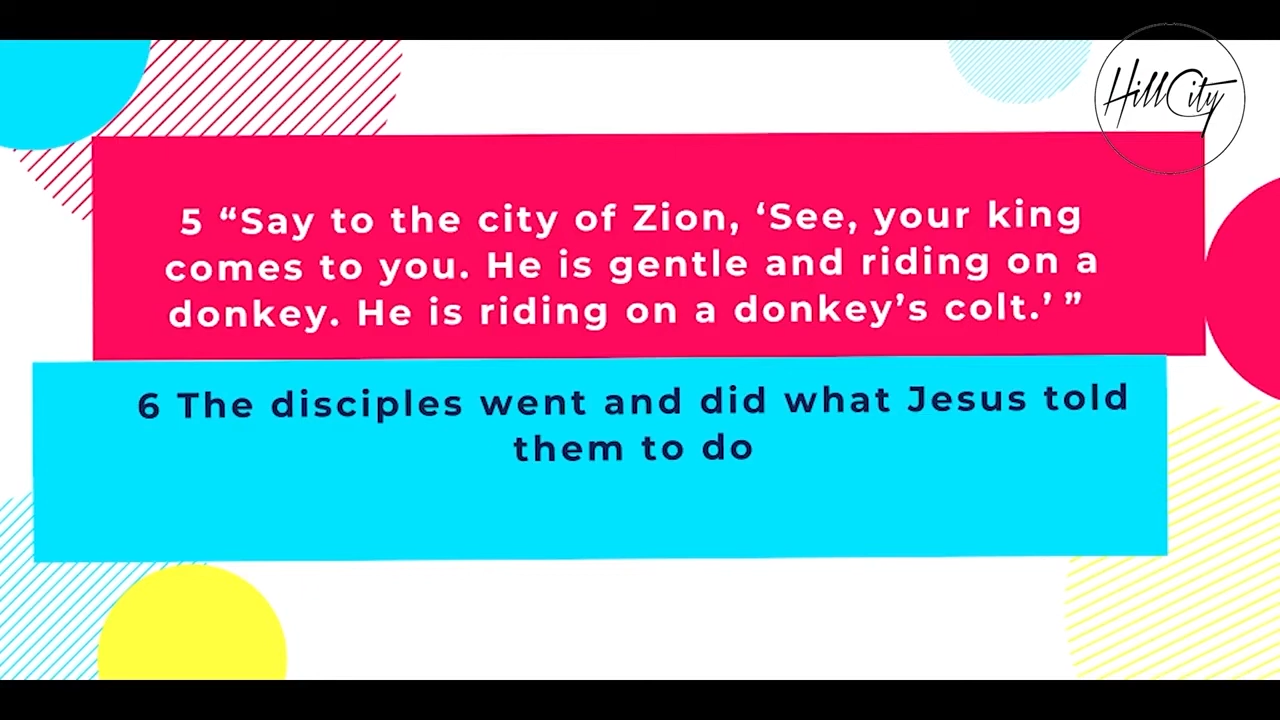 HillCity
5 “Say to the city of Zion, ‘See, your king
comes to you. He is gentle and riding on a
donkey. He is riding on a donkey’s colt.’ ”
6 The disciples went and did what Jesus told
them to do